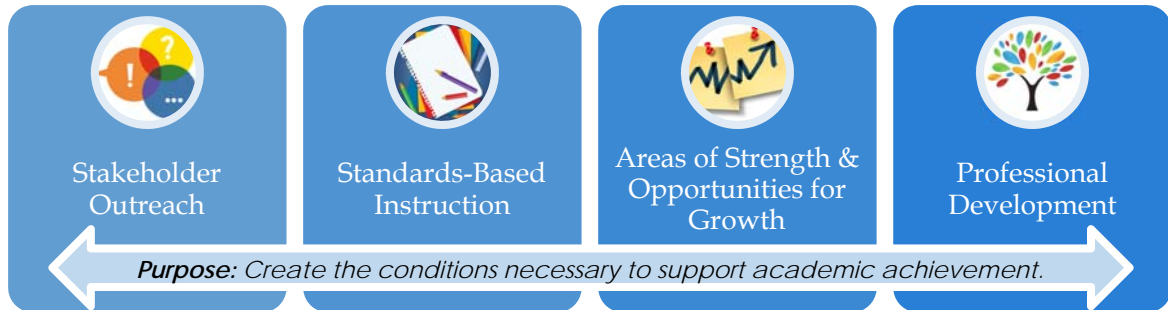 ?
!
...
Stakeholder
Outreach
Standards-Based
Instruction
Areas of Strength &
Opportunities for
Growth
Professional
Development
Purpose: Create the conditions necessary to support academic achievement.